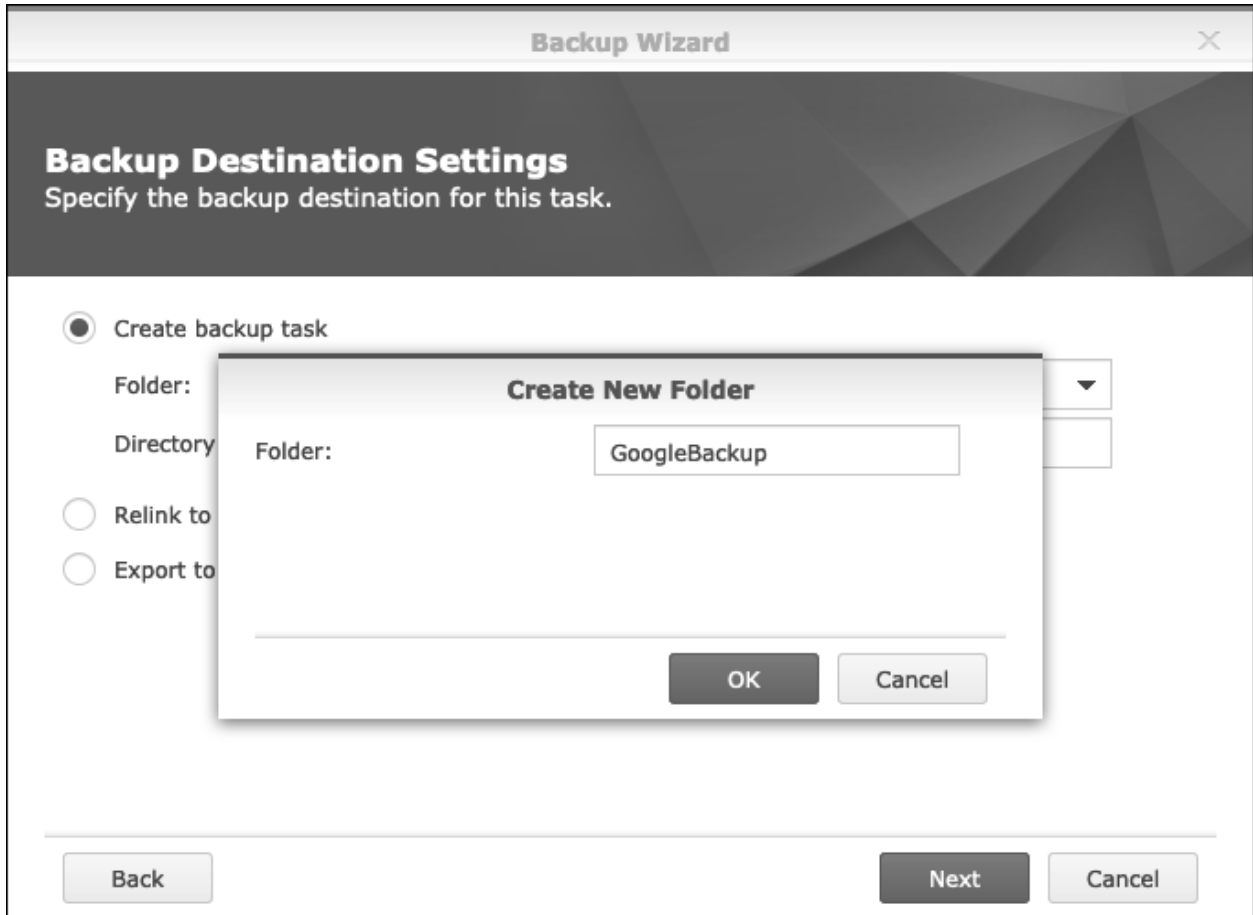 Backup Wizard
Backup Destination Settings
Specify the backup destination for this task.
Create backup task
Folder:
Create New Folder
Directory
Folder:
GoogleBackup
Relink to
Export to
OK
Cancel
Back
Next
Cancel